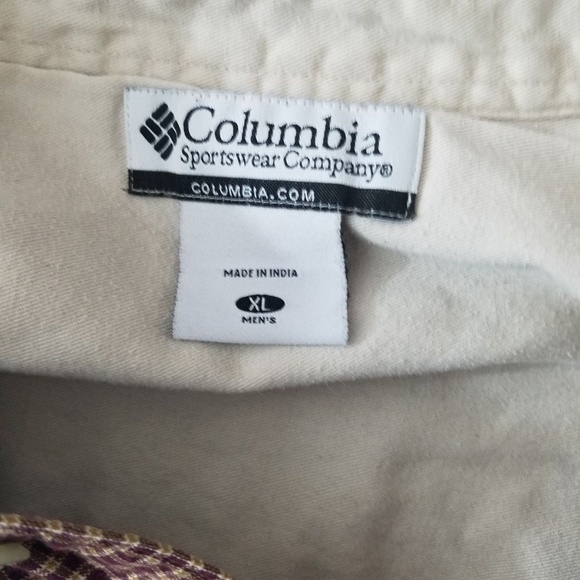 Columbia
Sportswear Company®
COLUMBIA.COM
MADE IN INDIA
XL
MEN'S